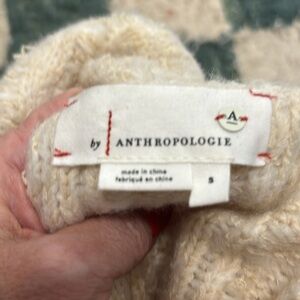 A
by ANTHROPOLOGIE
made in china
fabriqué en chine
S